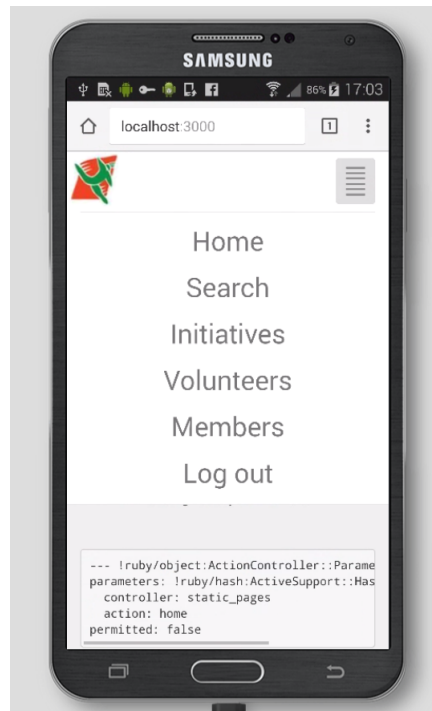 SAMSUNG
86% 17:03
localhost:3000
1
Home
Search
Initiatives
Volunteers
Members
Log out
--- !ruby/object:ActionController::Parame
parameters: !ruby/hash:ActiveSupport::Has
controller: static_pages
action: home
permitted: false